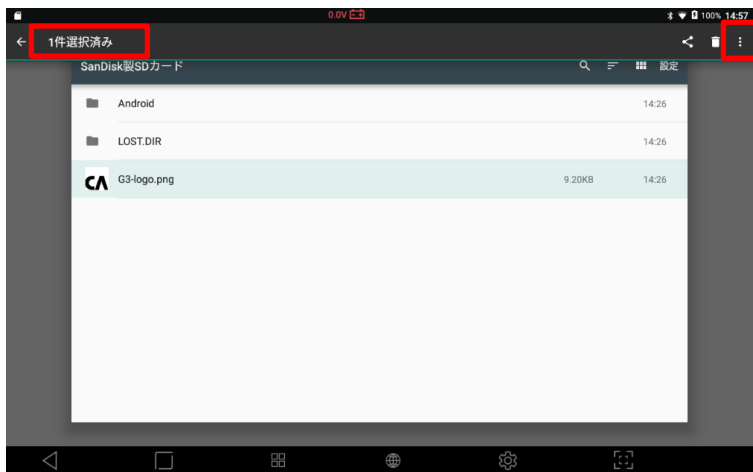 0.0V 100% 14:57
1件選択済み
SanDisk製SDカード 設定
Android 14:26
LOST.DIR 14:26
CA G3-logo.png 9.20KB 14:26